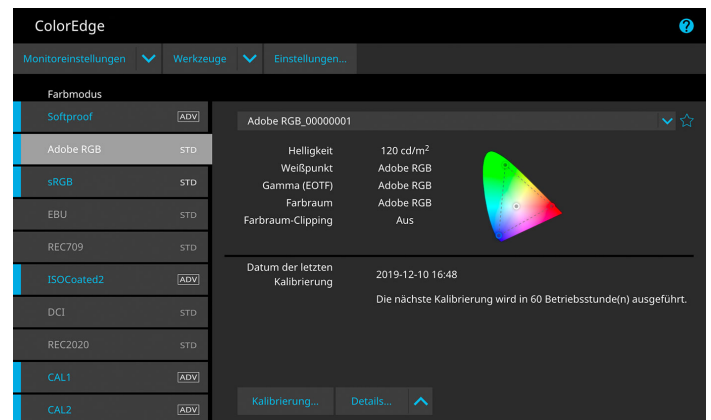 ColorEdge
?
Monitoreinstellungen Werkzeuge Einstellungen...
Farbmodus
Softproof ADV
Adobe RGB STD
sRGB STD
EBU STD
REC709 STD
ISOCoated2 ADV
DCI STD
REC2020 STD
CAL1 ADV
CAL2 ADV
Adobe RGB_00000001
Helligkeit 120 cd/m²
Weißpunkt Adobe RGB
Gamma (EOTF) Adobe RGB
Farbraum Adobe RGB
Farbraum-Clipping Aus
Datum der letzten
Kalibrierung
2019-12-10 16:48
Die nächste Kalibrierung wird in 60 Betriebsstunde(n) ausgeführt.
Kalibrierung... Details...